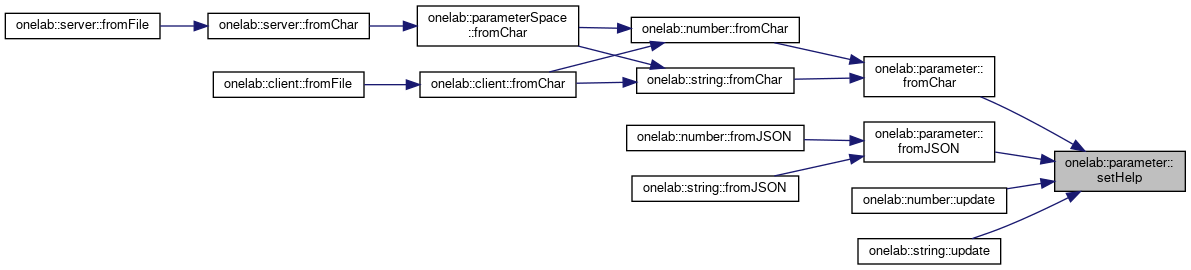 onelab::server::fromFile
onelab::server::fromChar
onelab::parameterSpace
::fromChar
onelab::number::fromChar
onelab::client::fromFile
onelab::client::fromChar
onelab::string::fromChar
onelab::parameter::
fromChar
onelab::number::fromJSON
onelab::parameter::
fromJSON
onelab::string::fromJSON
onelab::parameter::
setHelp
onelab::number::update
onelab::string::update